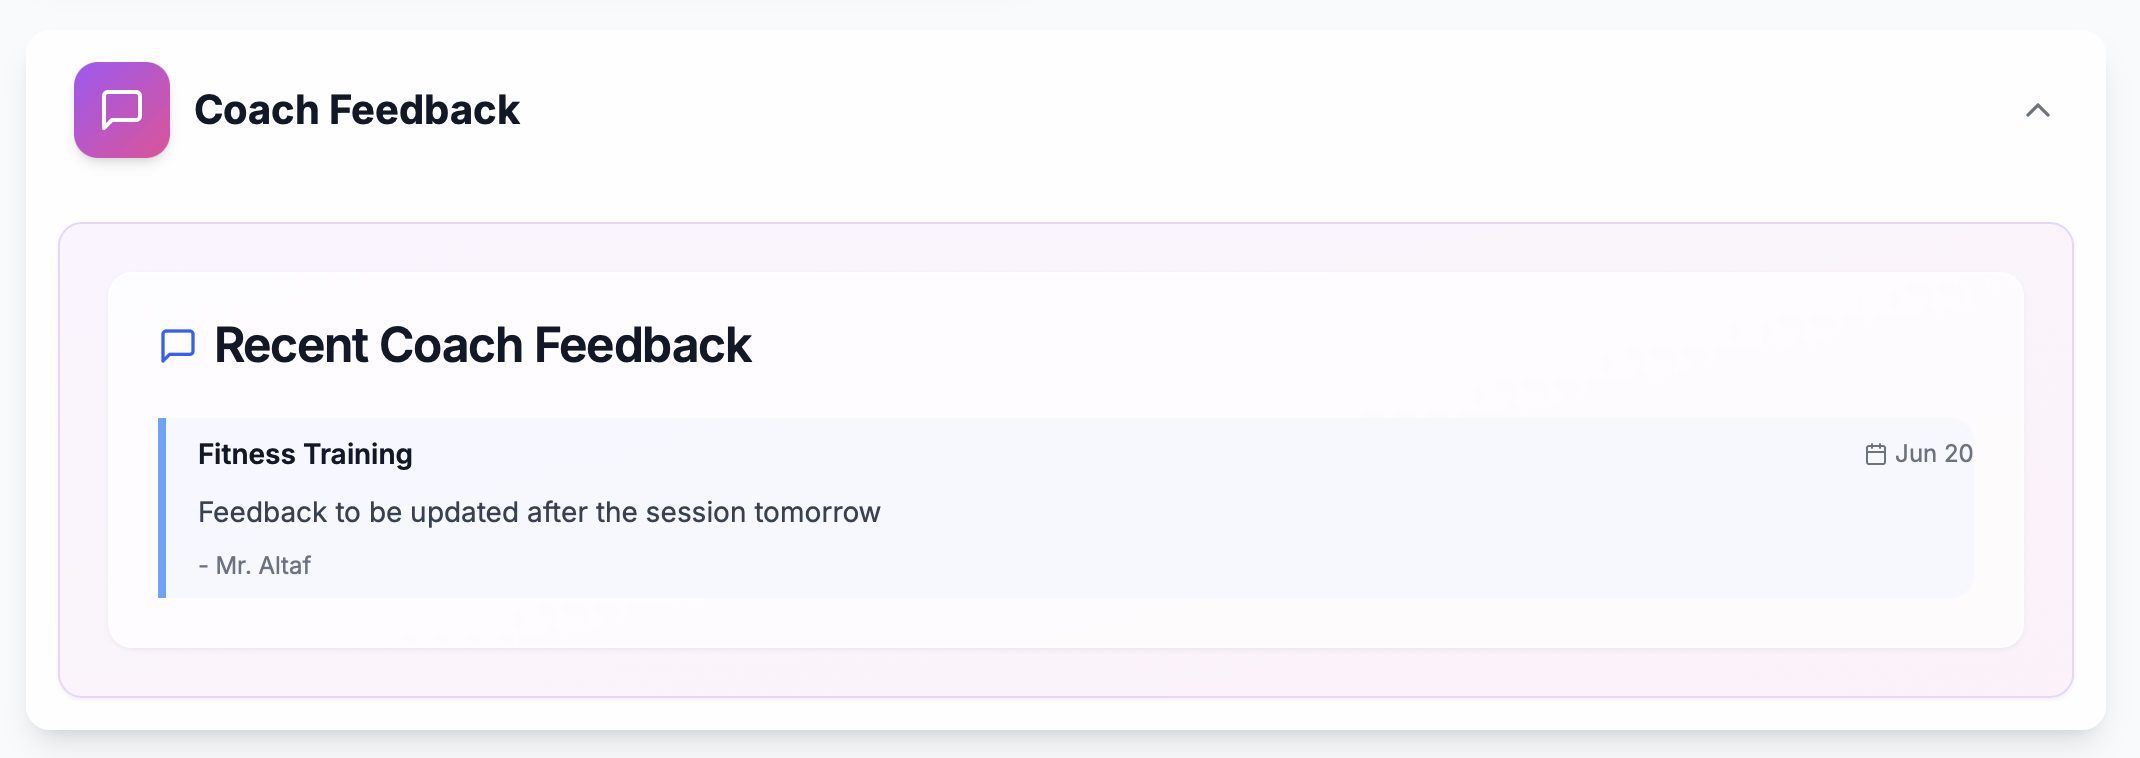 Coach Feedback
Recent Coach Feedback
Fitness Training
Jun 20
Feedback to be updated after the session tomorrow
- Mr. Altaf